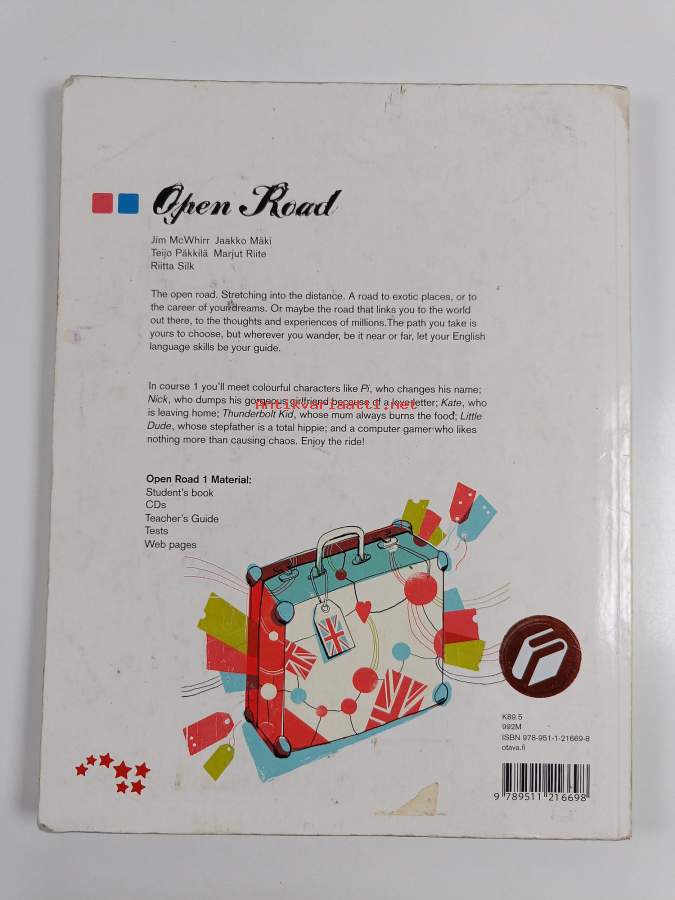 Open Road
Jim McWhirr Jaakko Mäki
Teijo Päkkilä Marjut Riite
Riitta Silk
The open road. Stretching into the distance. A road to exotic places, or to
the career of your dreams. Or maybe the road that links you to the world
out there, to the thoughts and experiences of millions.The path you take is
yours to choose, but wherever you wander, be it near or far, let your English
language skills be your guide.
In course 1 you'll meet colourful characters like Pi, who changes his name;
Nick, who dumps his gorgeous girlfriend because of a love letter; Kate, who
Antikvariaatti.net
is leaving home; Thunderbolt Kid, whose mum always burns the food; Little
Dude, whose stepfather is a total hippie; and a computer gamer who likes
nothing more than causing chaos. Enjoy the ride!
Open Road 1 Material:
Student's book
CDs
Teacher's Guide
Tests
Web pages
K89.5
992M
ISBN 978-951-1-21669-8
otava.fi
9 789511 216698